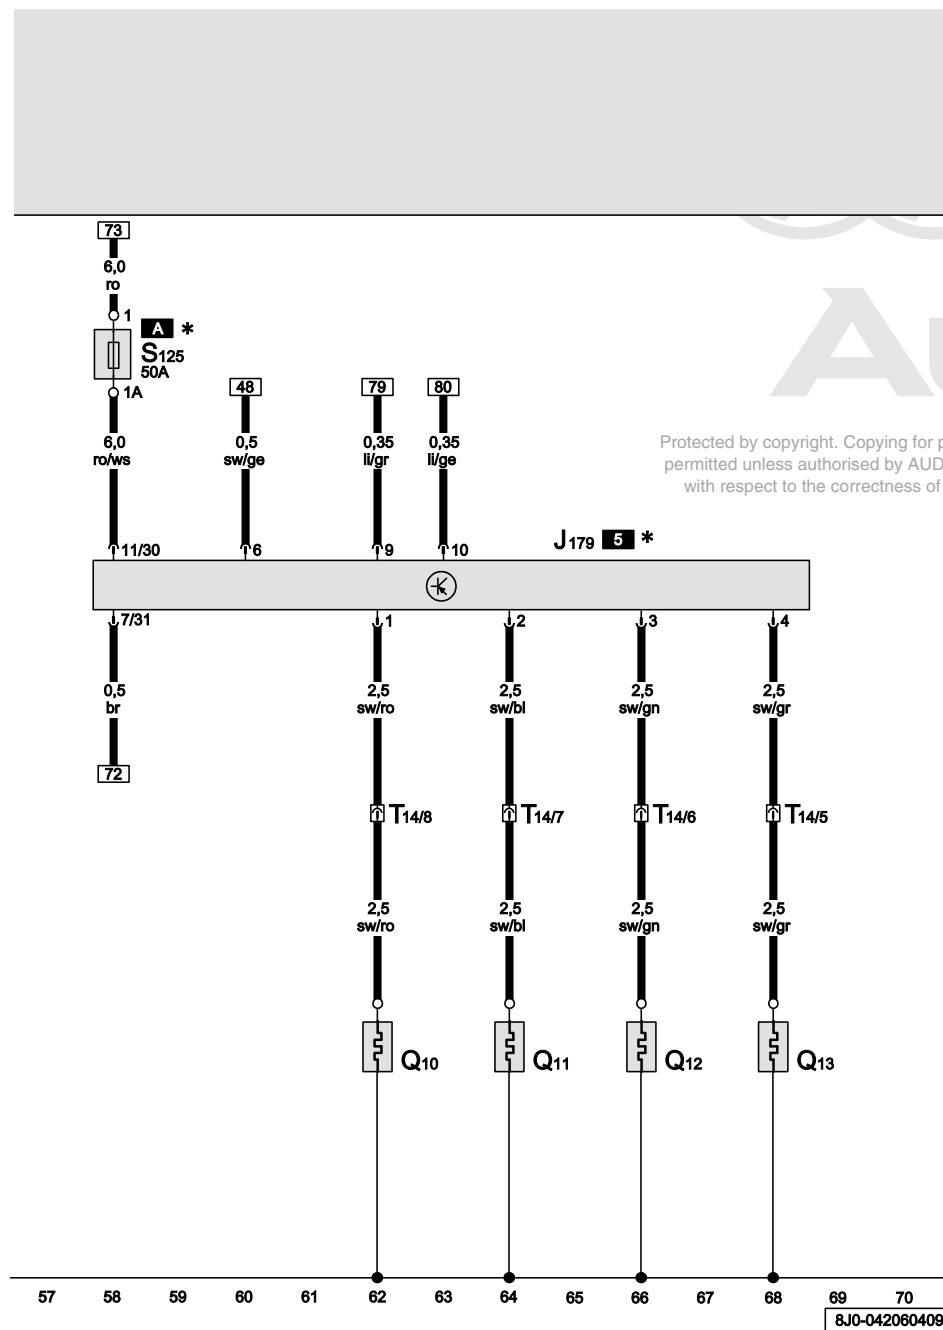 Au
Protected by copyright. Copying for p
permitted unless authorised by AUD
with respect to the correctness of
73
6,0
ro
1
A *
S125
50A
1A
48 79 80
6,0 0,5 0,35 0,35
ro/ws sw/ge li/gr li/ge
11/30 6 9 10
J179 5 *
7/31 1 2 3 4
0,5 2,5 2,5 2,5 2,5
br sw/ro sw/bl sw/gn sw/gr
72
T14/8 T14/7 T14/6 T14/5
2,5 2,5 2,5 2,5
sw/ro sw/bl sw/gn sw/gr
Q10 Q11 Q12 Q13
57 58 59 60 61 62 63 64 65 66 67 68 69 70
8J0-042060409